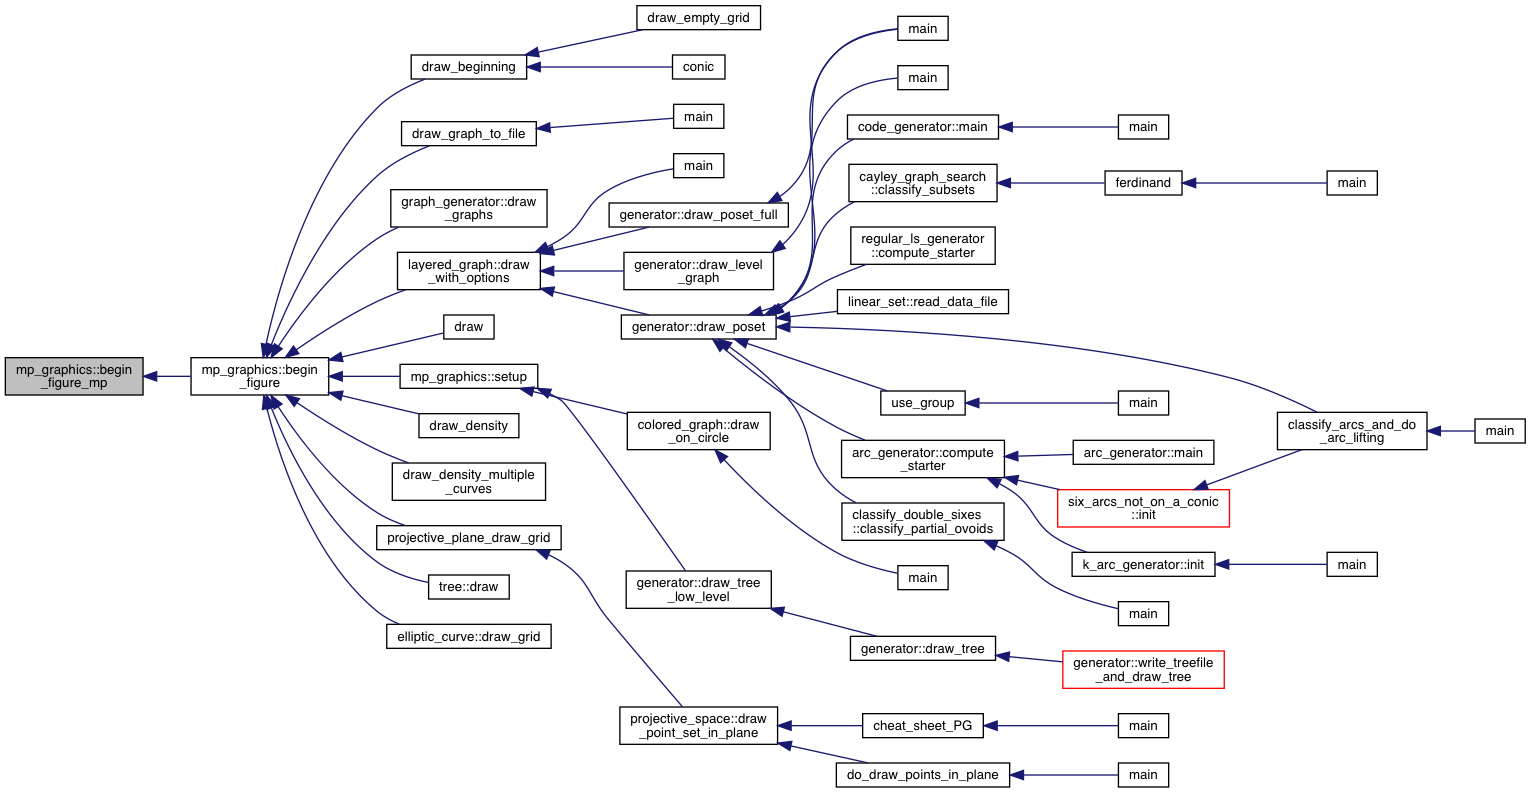 mp_graphics::begin
_figure_mp
mp_graphics::begin
_figure
draw_beginning
draw_empty_grid
conic
draw_graph_to_file
main
graph_generator::draw
_graphs
layered_graph::draw
_with_options
main
generator::draw_poset_full
main
generator::draw_level
_graph
main
generator::draw_poset
code_generator::main
main
cayley_graph_search
::classify_subsets
ferdinand
main
regular_ls_generator
::compute_starter
linear_set::read_data_file
use_group
main
arc_generator::compute
_starter
arc_generator::main
six_arcs_not_on_a_conic
::init
classify_arcs_and_do
_arc_lifting
main
k_arc_generator::init
main
classify_double_sixes
::classify_partial_ovoids
main
draw
mp_graphics::setup
colored_graph::draw
_on_circle
main
generator::draw_tree
_low_level
generator::draw_tree
generator::write_treefile
_and_draw_tree
draw_density
draw_density_multiple
_curves
projective_plane_draw_grid
projective_space::draw
_point_set_in_plane
cheat_sheet_PG
main
do_draw_points_in_plane
main
tree::draw
elliptic_curve::draw_grid